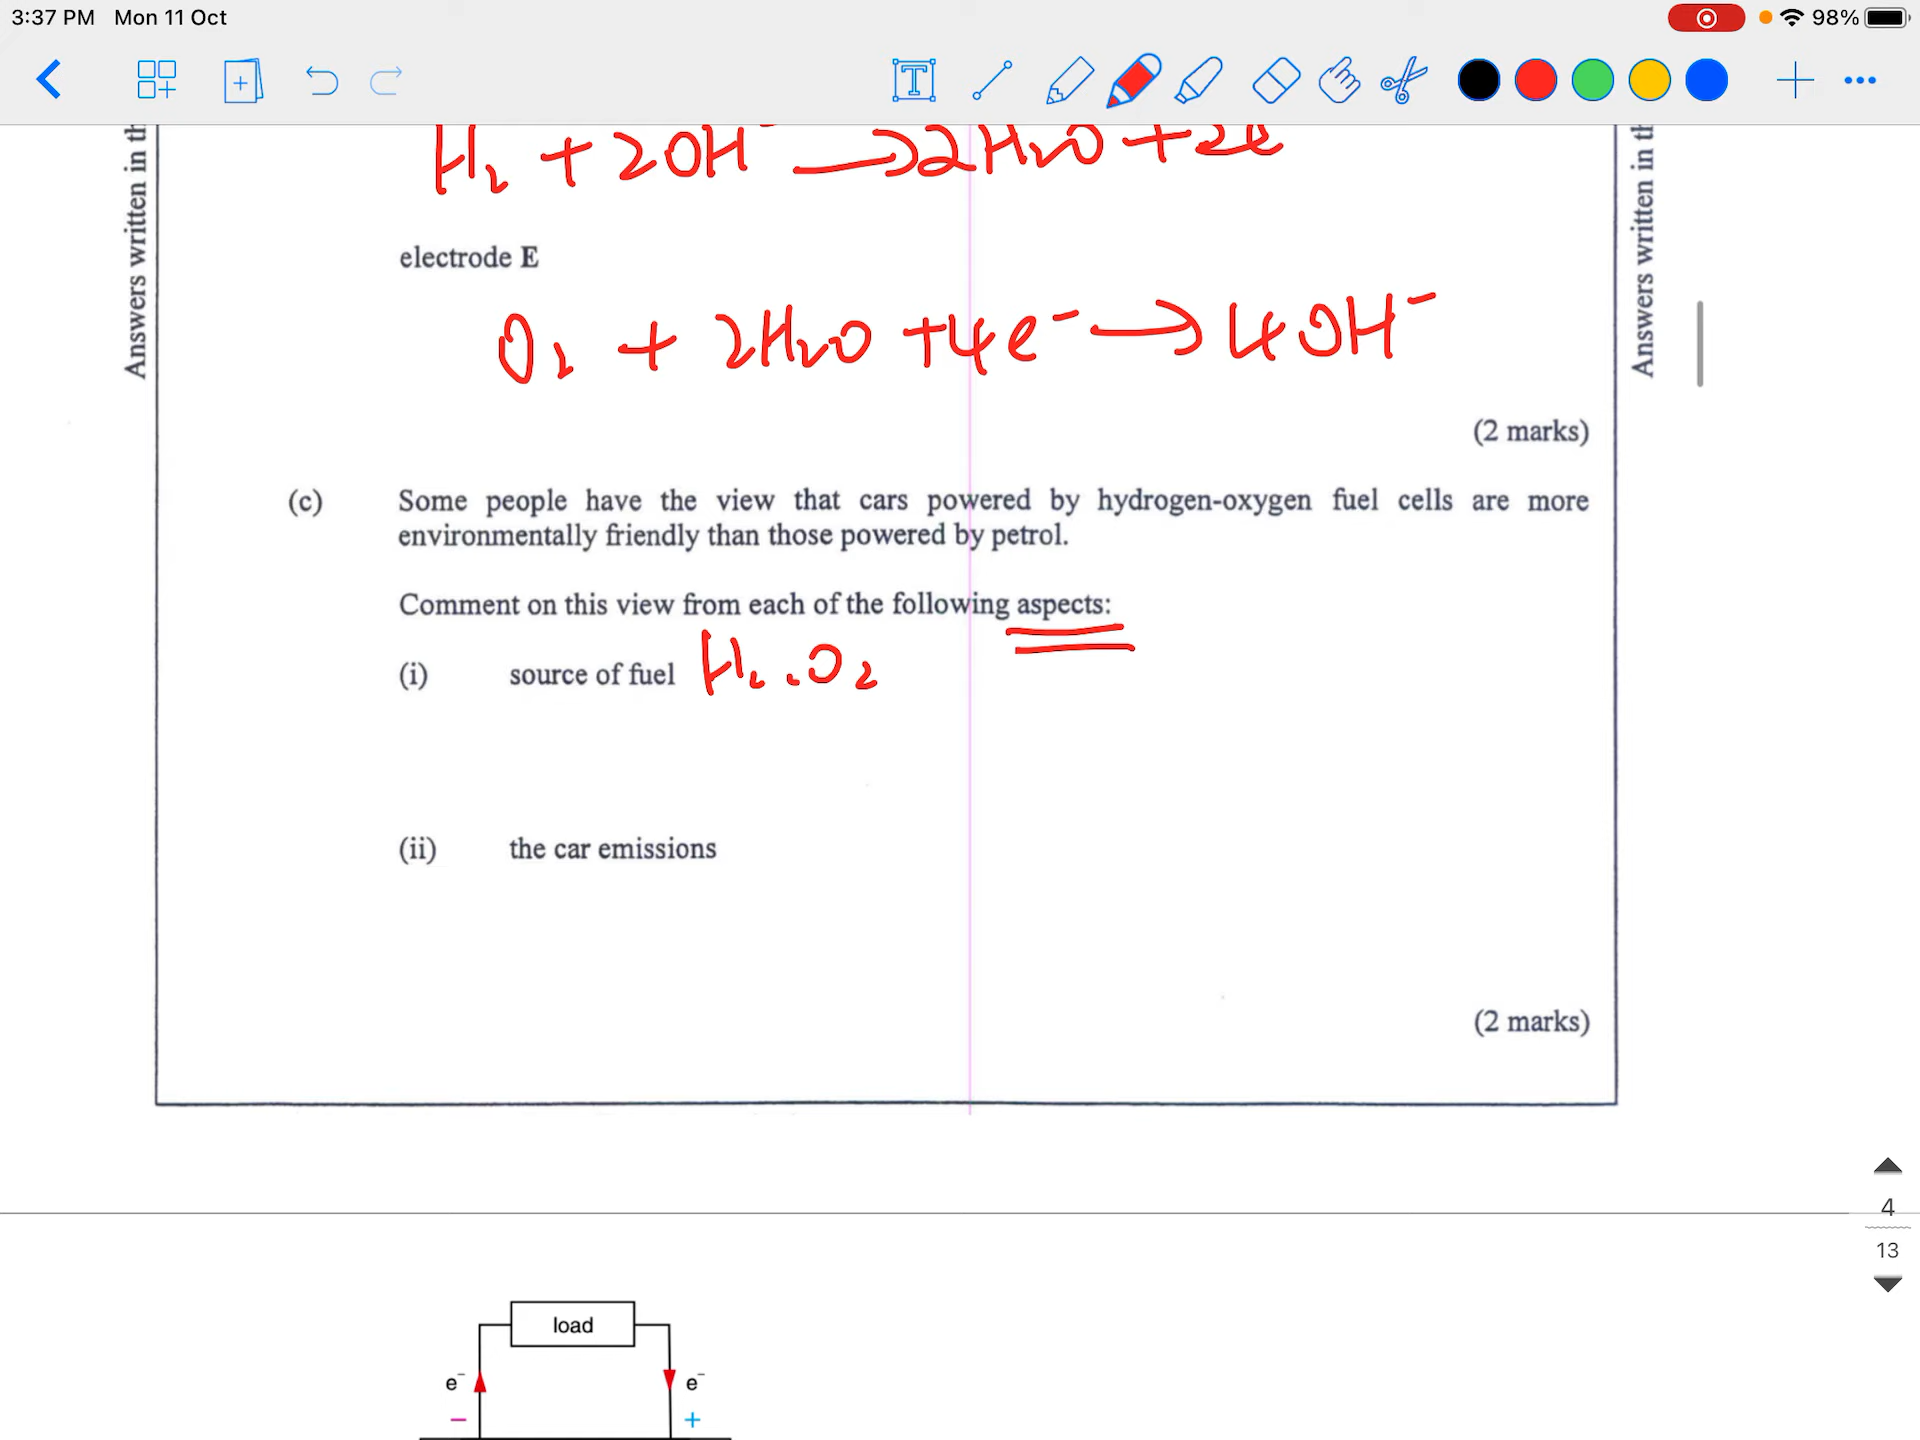 3:37 PM Mon 11 Oct
98%
T
Answers written in th
Answers written in th
H₂ + 2OH⁻ → 2H₂O + 2e
electrode E
O₂ + 2H₂O + 4e⁻ → 4OH⁻
(2 marks)
(c) Some people have the view that cars powered by hydrogen-oxygen fuel cells are more
environmentally friendly than those powered by petrol.
Comment on this view from each of the following aspects:
(i) source of fuel H₂.O₂
(ii) the car emissions
(2 marks)
4
13
load
e⁻ e⁻
− +